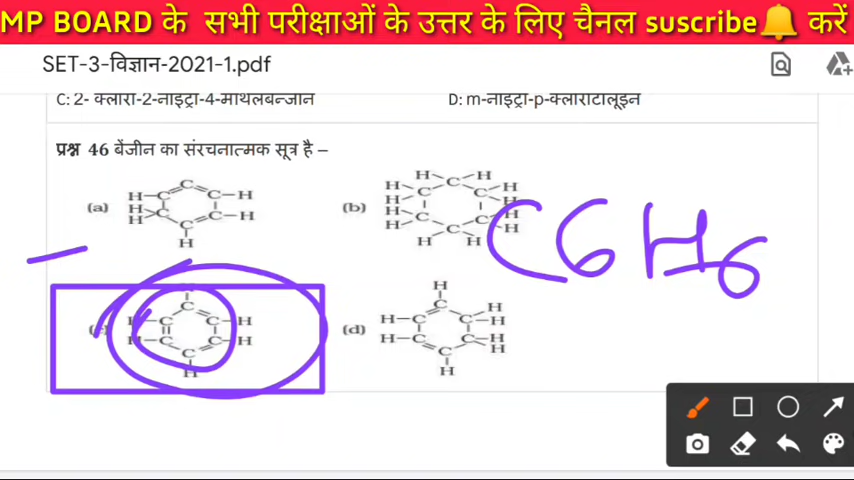 MP BOARD के सभी परीक्षाओं के उत्तर के लिए चैनल suscribe🔔 करें
SET-3-विज्ञान-2021-1.pdf
C: 2- क्लोरो-2-नाइट्रो-4-मेथिलबेन्जीन D: m-नाइट्रो-p-क्लोरोटॉलूइन
प्रश्न 46 बेंजीन का संरचनात्मक सूत्र है –
(a) (b)
C6H6
(c) (d)